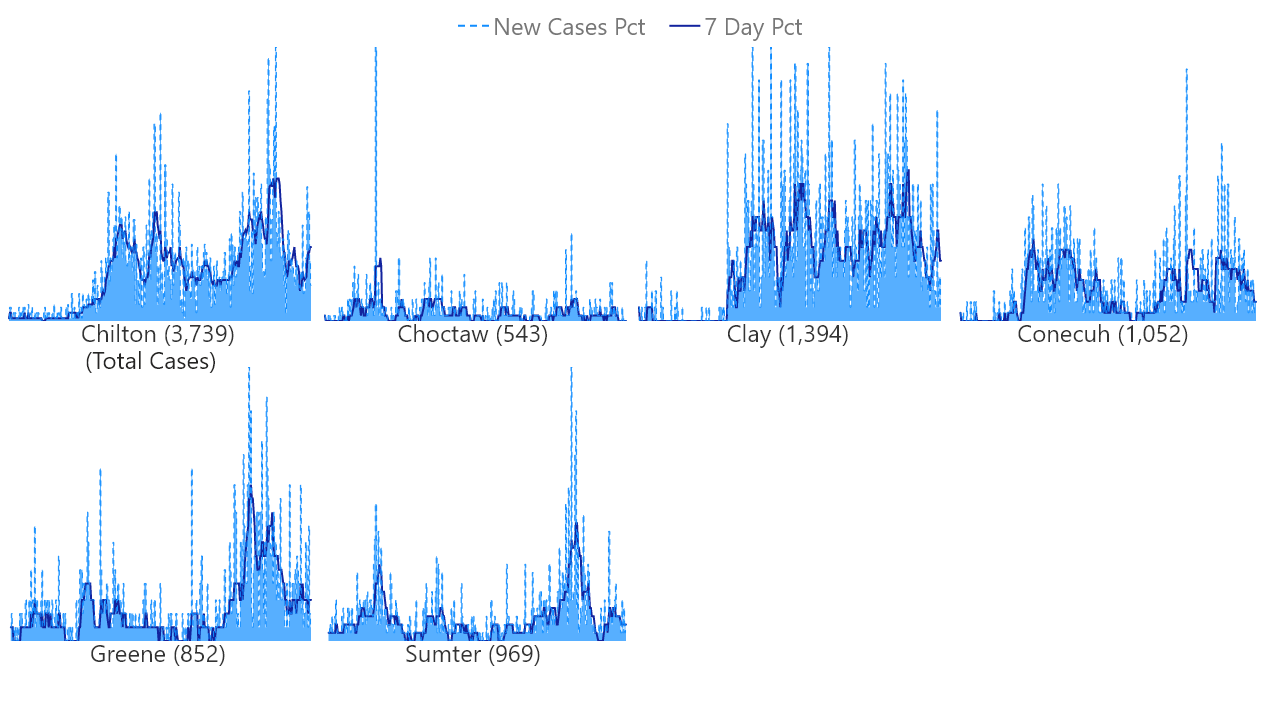 New Cases Pct 7 Day Pct
Chilton (3,739)
(Total Cases)
Choctaw (543)
Clay (1,394)
Conecuh (1,052)
Greene (852)
Sumter (969)